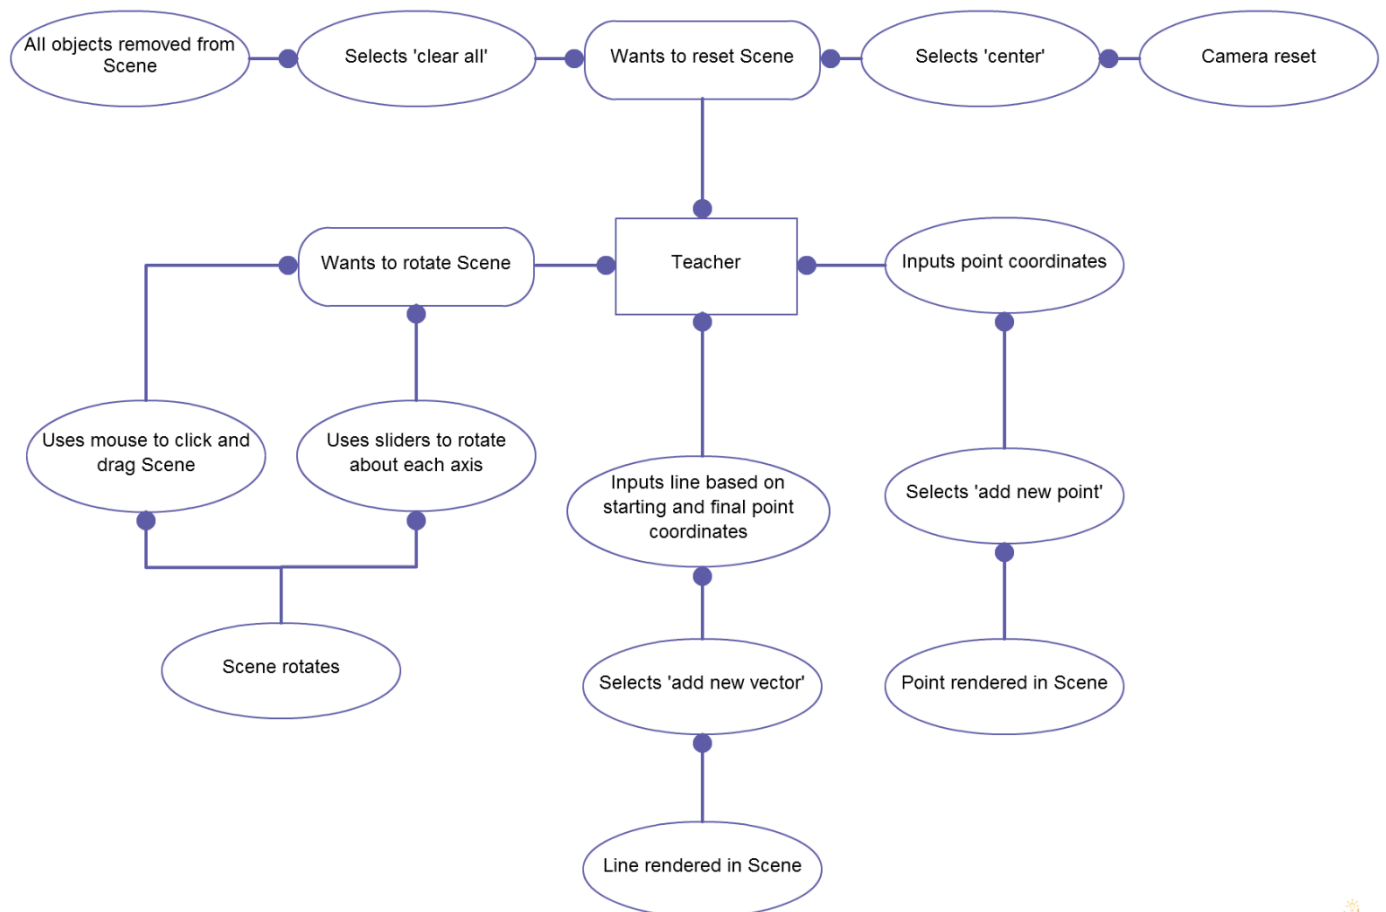 All objects removed from
Scene
Selects 'clear all'
Wants to reset Scene
Selects 'center'
Camera reset
Wants to rotate Scene
Teacher
Inputs point coordinates
Uses mouse to click and
drag Scene
Uses sliders to rotate
about each axis
Inputs line based on
starting and final point
coordinates
Selects 'add new point'
Scene rotates
Selects 'add new vector'
Point rendered in Scene
Line rendered in Scene